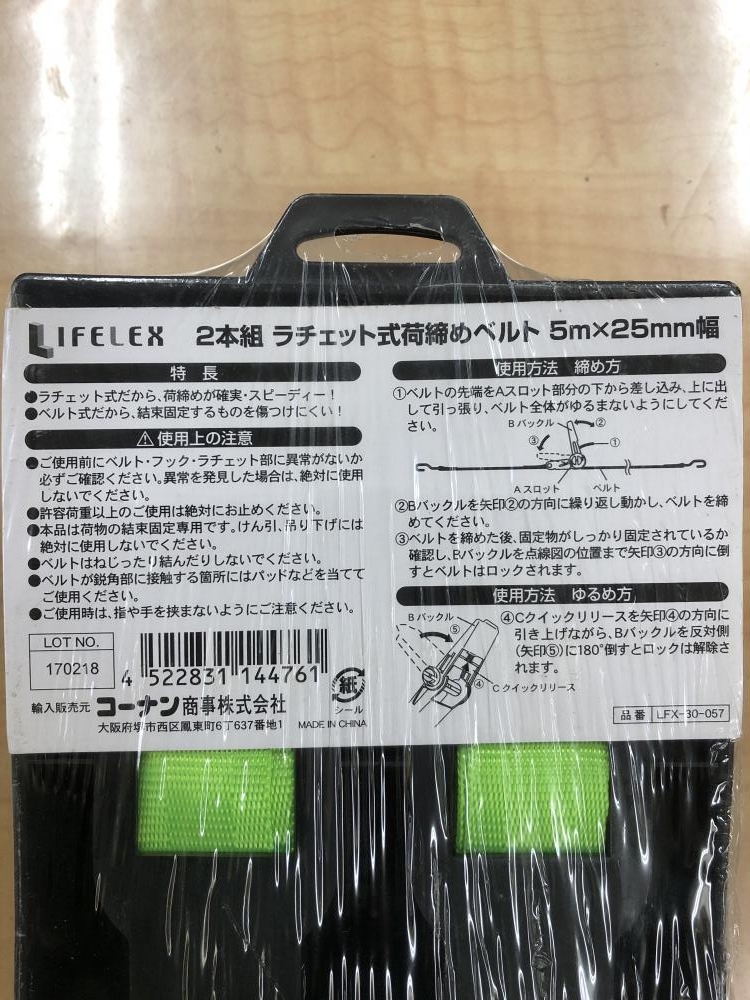 LIFELEX 2本組 ラチェット式荷締めベルト 5m×25mm幅
特長
●ラチェット式だから、荷締めが確実・スピーディー！
●ベルト式だから、結束固定するものを傷つけにくい！
⚠使用上の注意
●ご使用前にベルト・フック・ラチェット部に異常がないか
必ずご確認ください。異常を発見した場合は、絶対に使用
しないでください。
●許容荷重以上のご使用は絶対にお止めください。
●本品は荷物の結束固定専用です。けん引、吊り下げには
絶対に使用しないでください。
●ベルトはねじったり結んだりしないでください。
●ベルトが鋭角部に接触する箇所にはパッドなどを当てて
ご使用ください。
●ご使用時は、指や手を挟まないようにご注意ください。
LOT NO.
170218
4 522831 144761
紙
シール
輸入販売元 コーナン商事株式会社
大阪府堺市西区鳳東町6丁637番地1 MADE IN CHINA
使用方法 締め方
①ベルトの先端をAスロット部分の下から差し込み、上に出
して引っ張り、ベルト全体がゆるまないようにしてくだ
さい。
Bバックル
②
③
①
Aスロット
ベルト
②Bバックルを矢印②の方向に繰り返し動かし、ベルトを締
めてください。
③ベルトを締めた後、固定物がしっかり固定されているか
確認し、Bバックルを点線図の位置まで矢印③の方向に倒
すとベルトはロックされます。
使用方法 ゆるめ方
Bバックル
⑤
④
Cクイックリリース
④Cクイックリリースを矢印④の方向に
引き上げながら、Bバックルを反対側
(矢印⑤)に180°倒すとロックは解除さ
れます。
品番 LFX-30-057